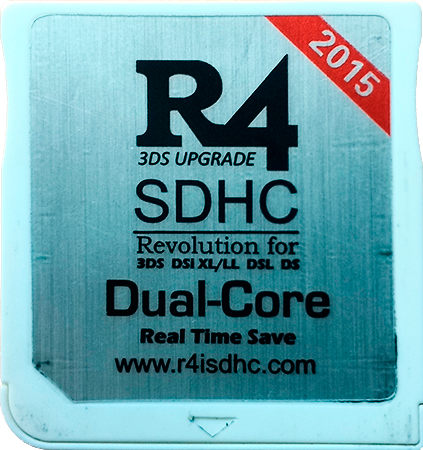 2015
R4
3DS UPGRADE
SDHC
Revolution for
3DS DSi XL/LL DSL DS
Dual-Core
Real Time Save
www.r4isdhc.com